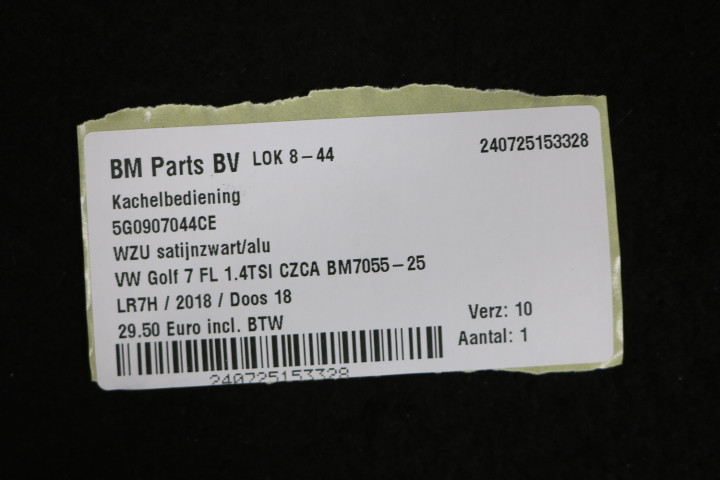 BM Parts BV LOK 8-44 240725153328
Kachelbediening
5G0907044CE
WZU satijnzwart/alu
VW Golf 7 FL 1.4TSI CZCA BM7055-25
LR7H / 2018 / Doos 18
29.50 Euro incl. BTW Verz: 10
Aantal: 1
240725153328